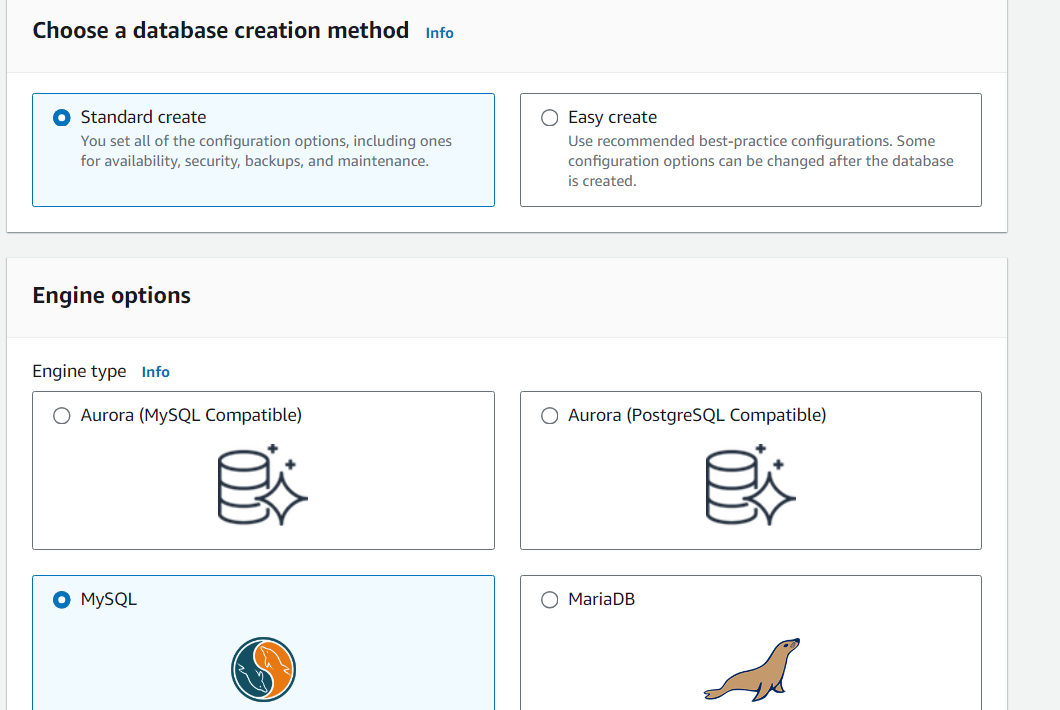 Choose a database creation method Info
Standard create
You set all of the configuration options, including ones
for availability, security, backups, and maintenance.
Easy create
Use recommended best-practice configurations. Some
configuration options can be changed after the database
is created.
Engine options
Engine type Info
Aurora (MySQL Compatible)
Aurora (PostgreSQL Compatible)
MySQL
MariaDB